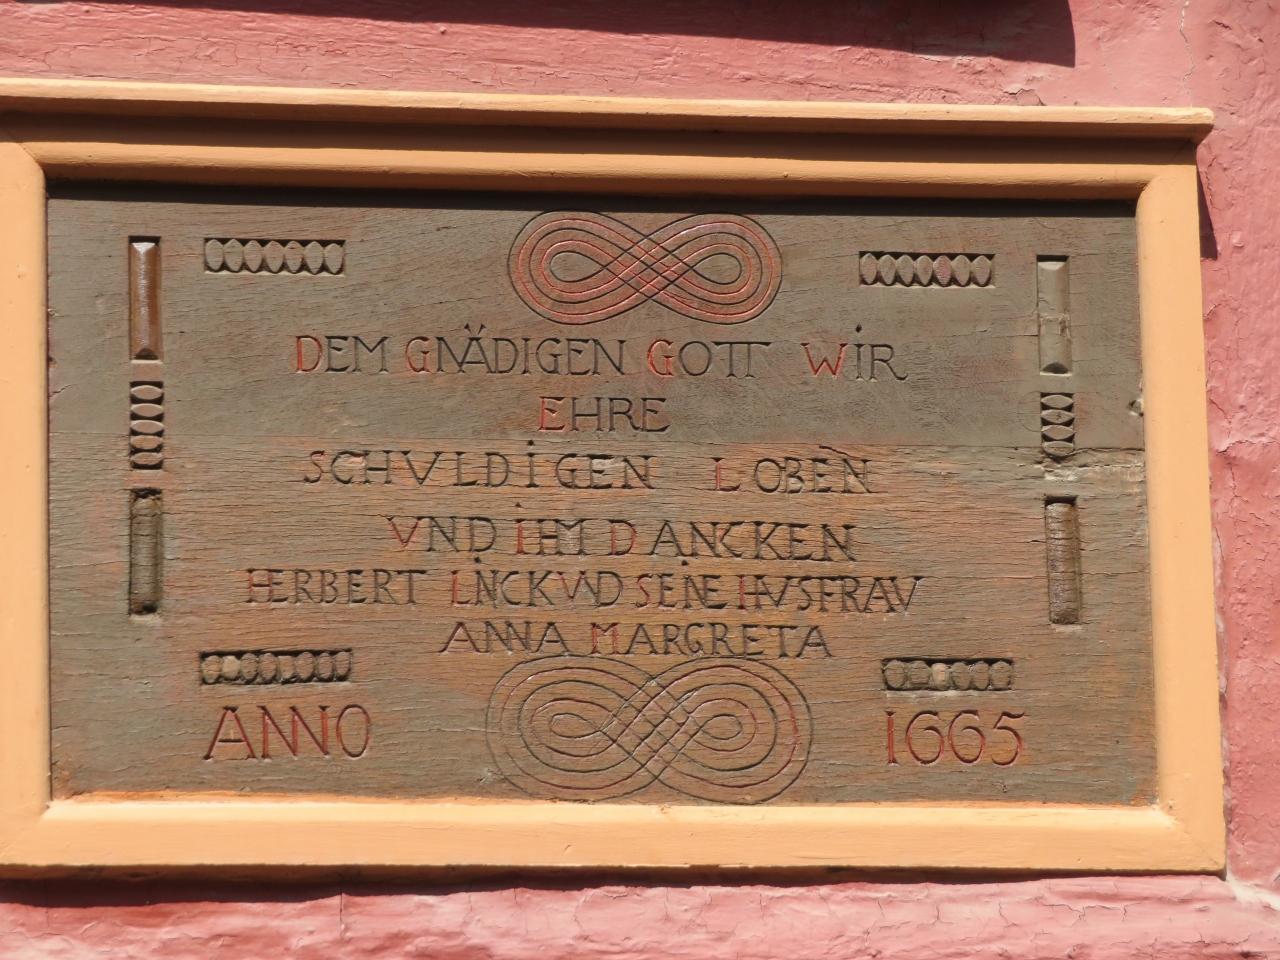 DEM GNÄDIGEN GOTT WIR
EHRE
SCHVLDIGEN LOBEN
VND IHM DANCKEN
HERBERT LINCK VND SEINE HVSFRAV
ANNA MARGRETA
ANNO 1665